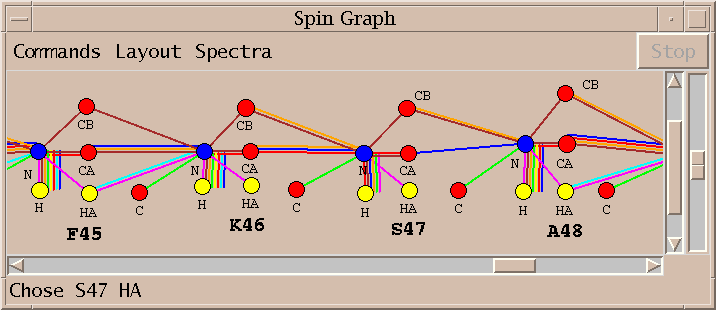 Spin Graph
Commands Layout Spectra Stop
CB CB CB CB
N CA N CA N CA N CA
H HA C H HA C H HA C H HA C
F45 K46 S47 A48
Chose S47 HA